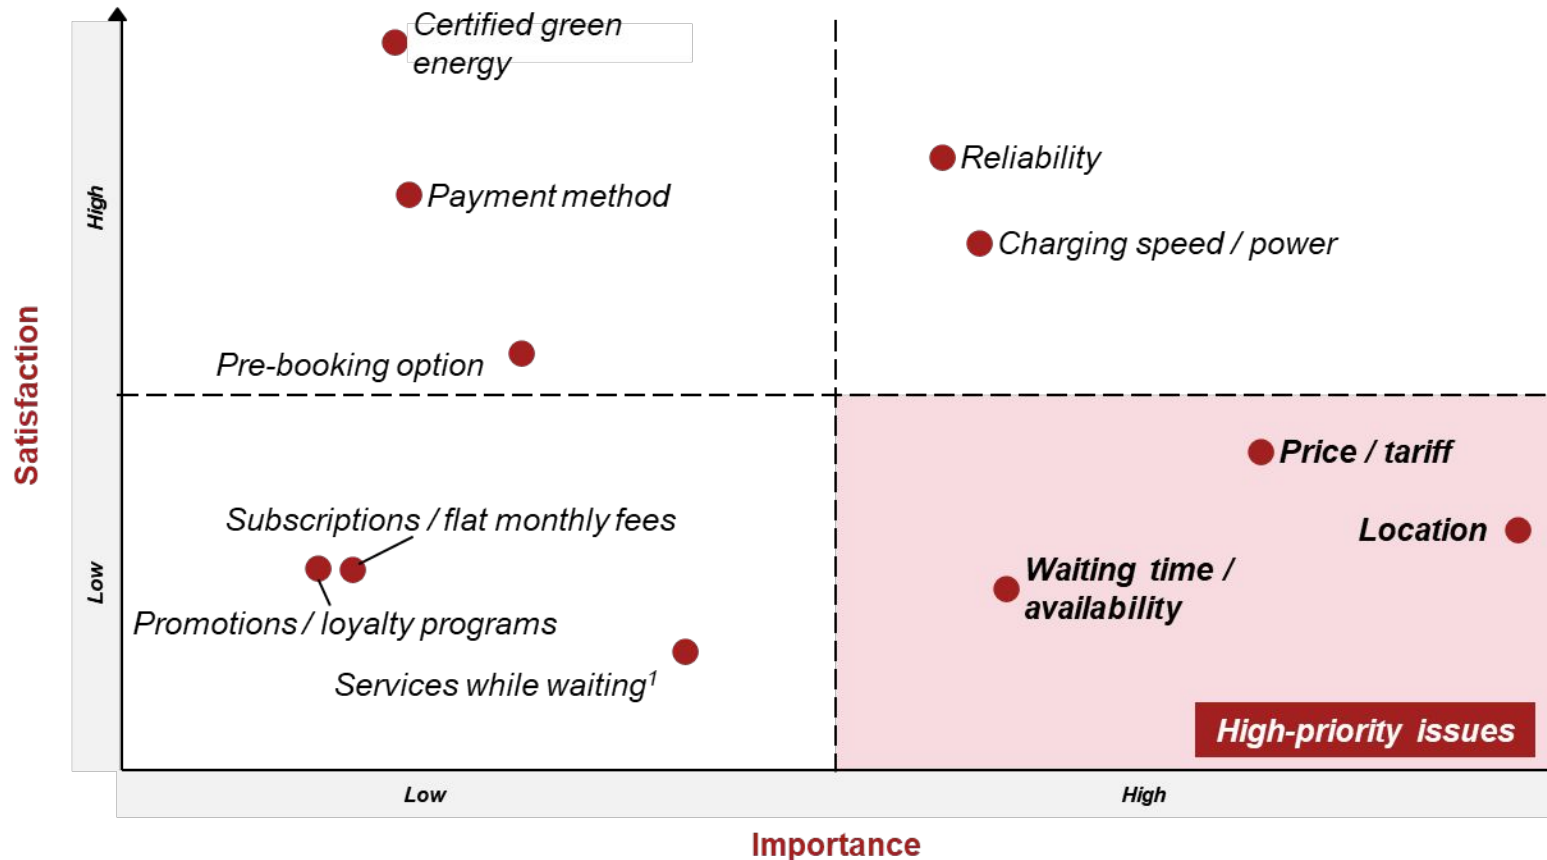 Certified green
energy
Reliability
Payment method
Charging speed / power
High
Pre-booking option
Satisfaction
Price / tariff
Subscriptions / flat monthly fees
Location
Low
Waiting time /
availability
Promotions / loyalty programs
Services while waiting¹
High-priority issues
Low
High
Importance